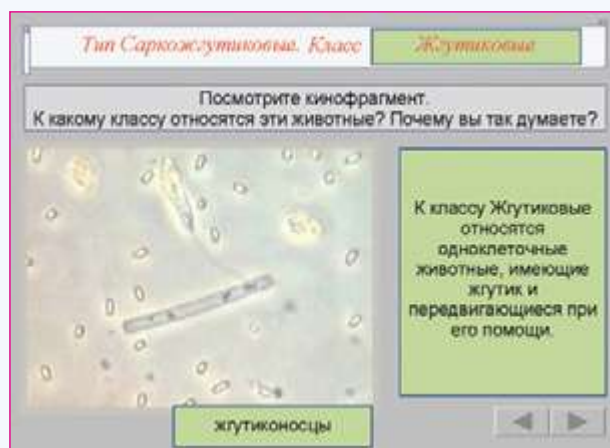 Тип Саркожгутиковые. Класс Жгутиковые
Посмотрите кинофрагмент.
К какому классу относятся эти животные? Почему вы так думаете?
К классу Жгутиковые
относятся
одноклеточные
животные, имеющие
жгутик и
передвигающиеся при
его помощи.
жгутиконосцы